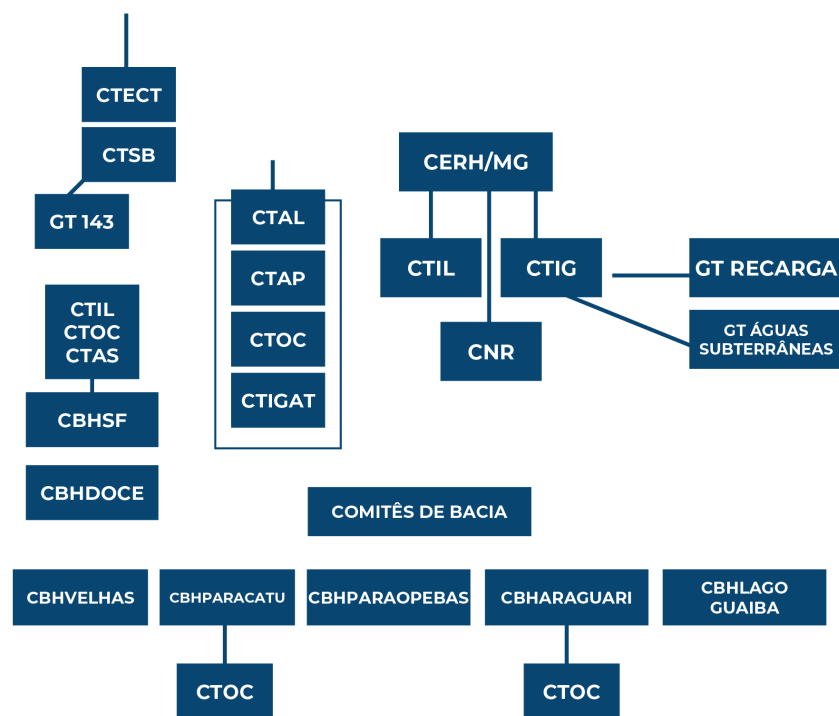 CTECT
CTSB
GT 143
CTIL
CTOC
CTAS
CBHSF
CBHDOCE
CTAL
CTAP
CTOC
CTIGAT
CERH/MG
CTIL
CTIG
CNR
GT RECARGA
GT ÁGUAS
SUBTERRÂNEAS
COMITÊS DE BACIA
CBHVELHAS
CBHPARACATU
CBHPARAOPEBAS
CBHARAGUARI
CBHLAGO
GUAIBA
CTOC
CTOC